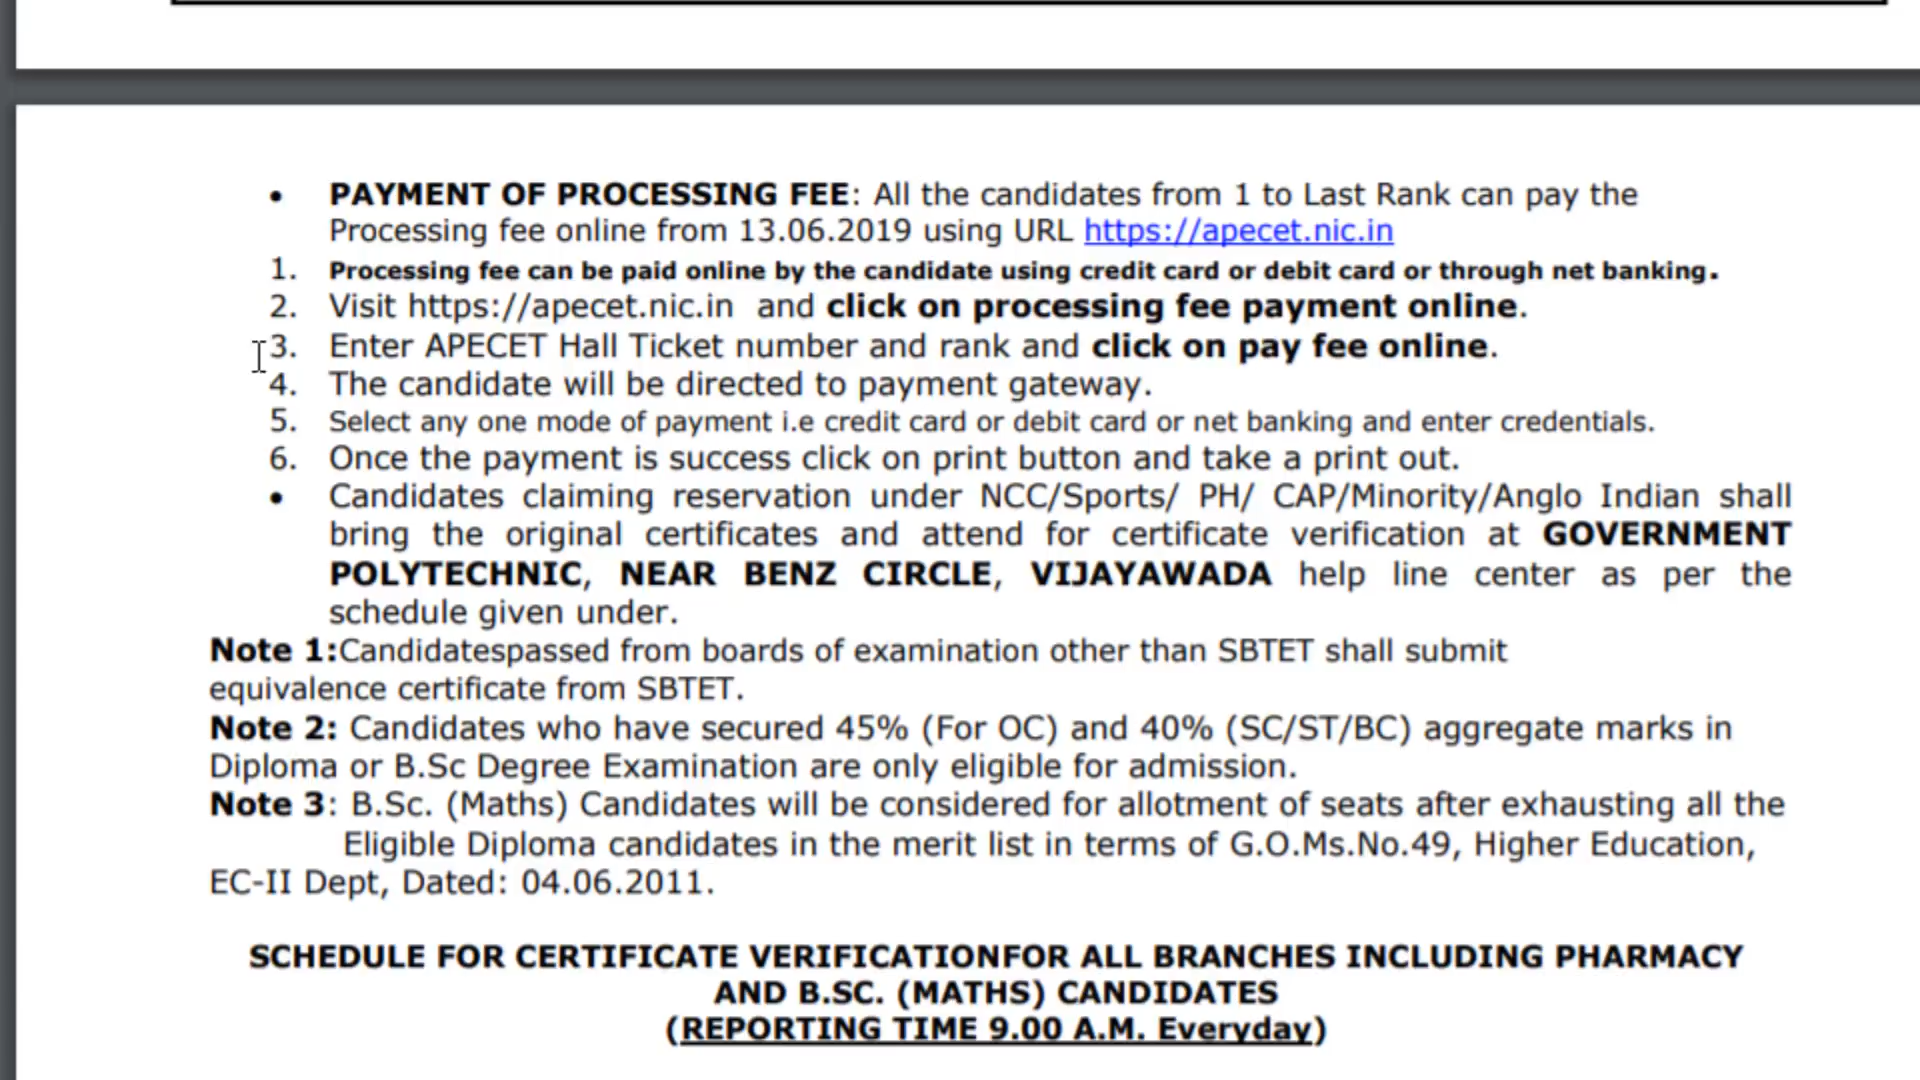 • PAYMENT OF PROCESSING FEE: All the candidates from 1 to Last Rank can pay the
Processing fee online from 13.06.2019 using URL https://apecet.nic.in
1. Processing fee can be paid online by the candidate using credit card or debit card or through net banking.
2. Visit https://apecet.nic.in and click on processing fee payment online.
3. Enter APECET Hall Ticket number and rank and click on pay fee online.
4. The candidate will be directed to payment gateway.
5. Select any one mode of payment i.e credit card or debit card or net banking and enter credentials.
6. Once the payment is success click on print button and take a print out.
• Candidates claiming reservation under NCC/Sports/ PH/ CAP/Minority/Anglo Indian shall
bring the original certificates and attend for certificate verification at GOVERNMENT
POLYTECHNIC, NEAR BENZ CIRCLE, VIJAYAWADA help line center as per the
schedule given under.
Note 1:Candidatespassed from boards of examination other than SBTET shall submit
equivalence certificate from SBTET.
Note 2: Candidates who have secured 45% (For OC) and 40% (SC/ST/BC) aggregate marks in
Diploma or B.Sc Degree Examination are only eligible for admission.
Note 3: B.Sc. (Maths) Candidates will be considered for allotment of seats after exhausting all the
Eligible Diploma candidates in the merit list in terms of G.O.Ms.No.49, Higher Education,
EC-II Dept, Dated: 04.06.2011.
SCHEDULE FOR CERTIFICATE VERIFICATIONFOR ALL BRANCHES INCLUDING PHARMACY
AND B.SC. (MATHS) CANDIDATES
(REPORTING TIME 9.00 A.M. Everyday)